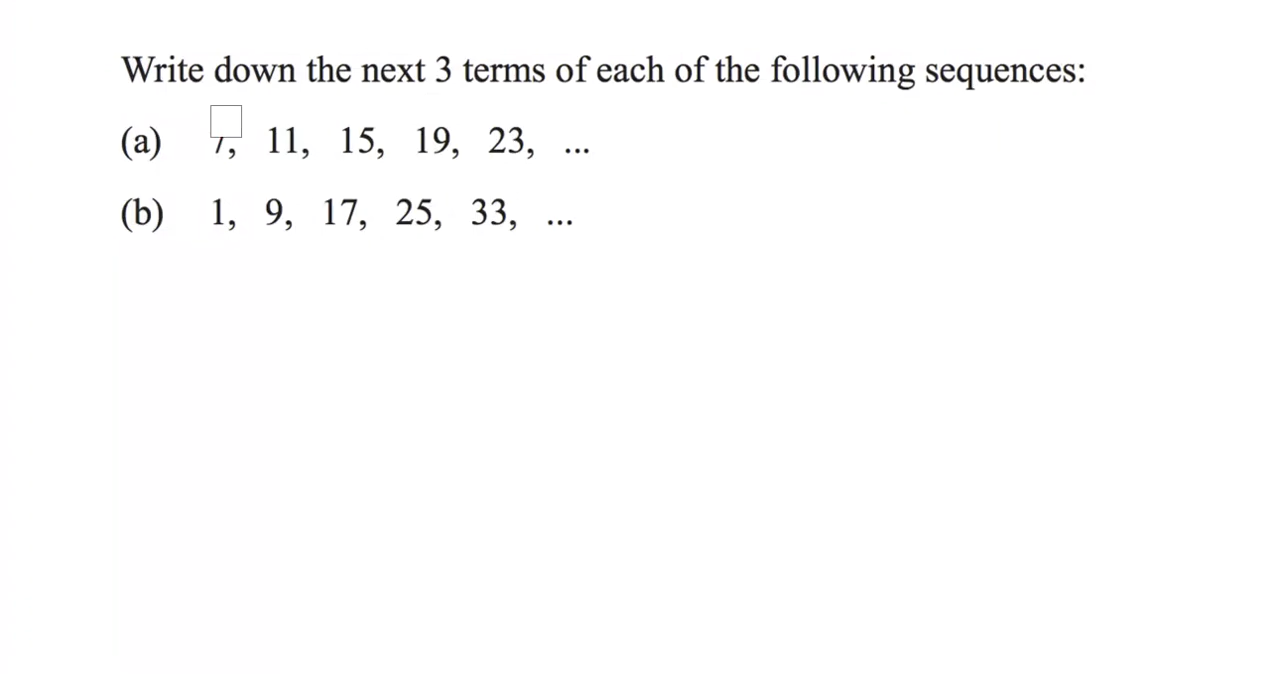 Write down the next 3 terms of each of the following sequences:
(a) 7, 11, 15, 19, 23, ...
(b) 1, 9, 17, 25, 33, ...